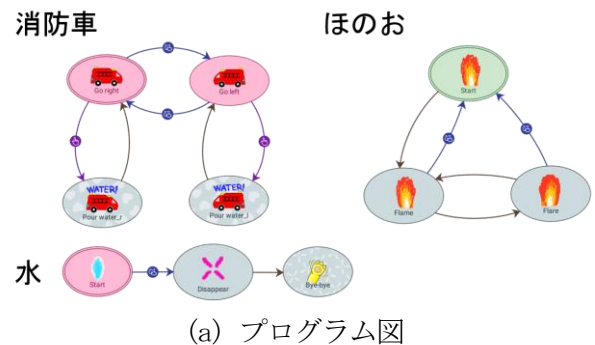 消防車
ほのお
Go right
Go left
Start
WATER!
Pour water_r
WATER!
Pour water_l
Flame
Flare
水
Start
Disappear
Bye-bye
(a) プログラム図